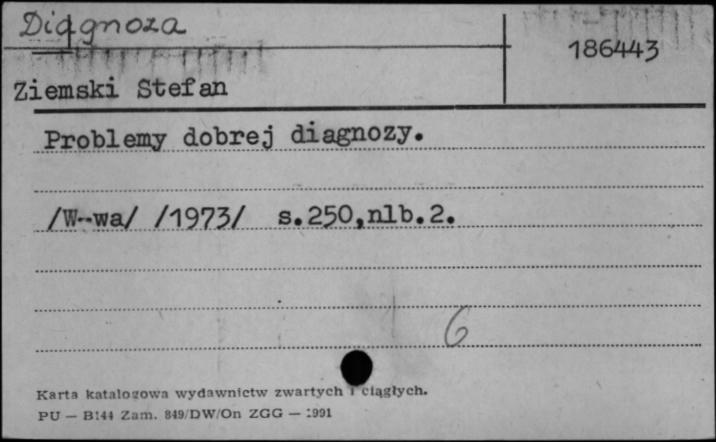 Diagnoza
186443
Ziemski Stefan
Problemy dobrej diagnozy.
/W-wa/ /1973/ s.250,nlb.2.
6
Karta katalogowa wydawnictw zwartych i ciągłych.
PU — B144 Zam. 849/DW/On ZGG — 1991